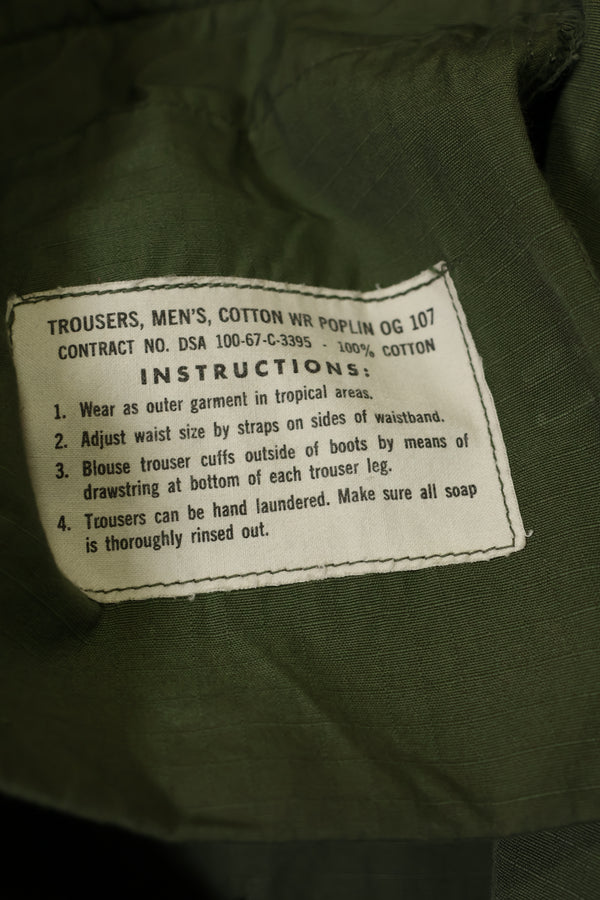 TROUSERS, MEN'S, COTTON WR POPLIN OG 107
CONTRACT NO. DSA 100-67-C-3395 - 100% COTTON
INSTRUCTIONS:
1. Wear as outer garment in tropical areas.
2. Adjust waist size by straps on sides of waistband.
3. Blouse trouser cuffs outside of boots by means of
drawstring at bottom of each trouser leg.
4. Trousers can be hand laundered. Make sure all soap
is thoroughly rinsed out.